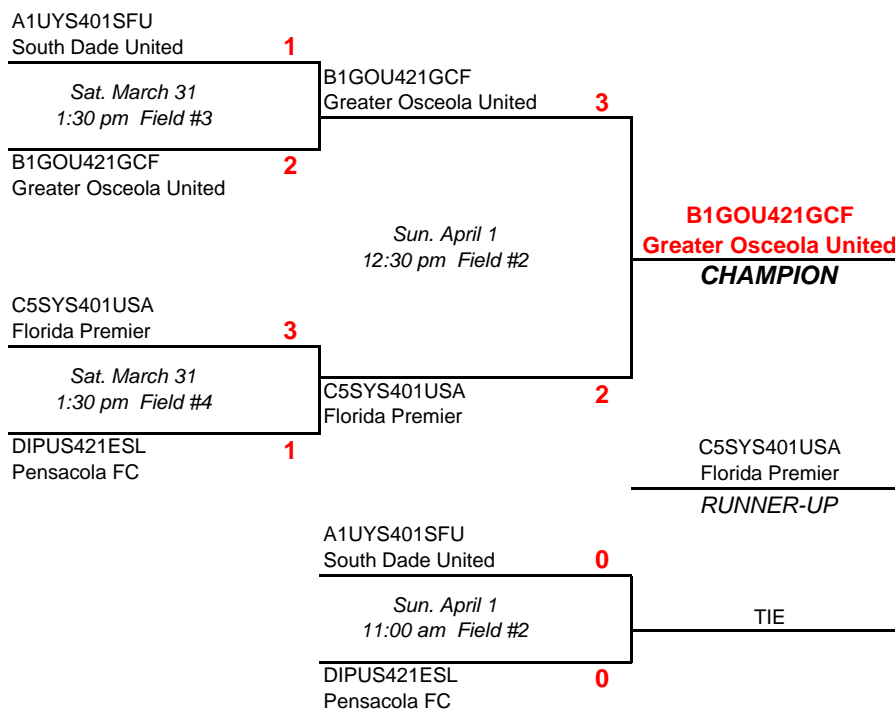 A1UYS401SFU
South Dade United 1
Sat. March 31
1:30 pm Field #3
B1GOU421GCF 2
Greater Osceola United
B1GOU421GCF
Greater Osceola United 3
Sun. April 1
12:30 pm Field #2
B1GOU421GCF
Greater Osceola United
CHAMPION
C5SYS401USA
Florida Premier 3
Sat. March 31
1:30 pm Field #4
DIPUS421ESL 1
Pensacola FC
C5SYS401USA 2
Florida Premier
C5SYS401USA
Florida Premier
RUNNER-UP
A1UYS401SFU
South Dade United 0
Sun. April 1
11:00 am Field #2
TIE
DIPUS421ESL 0
Pensacola FC